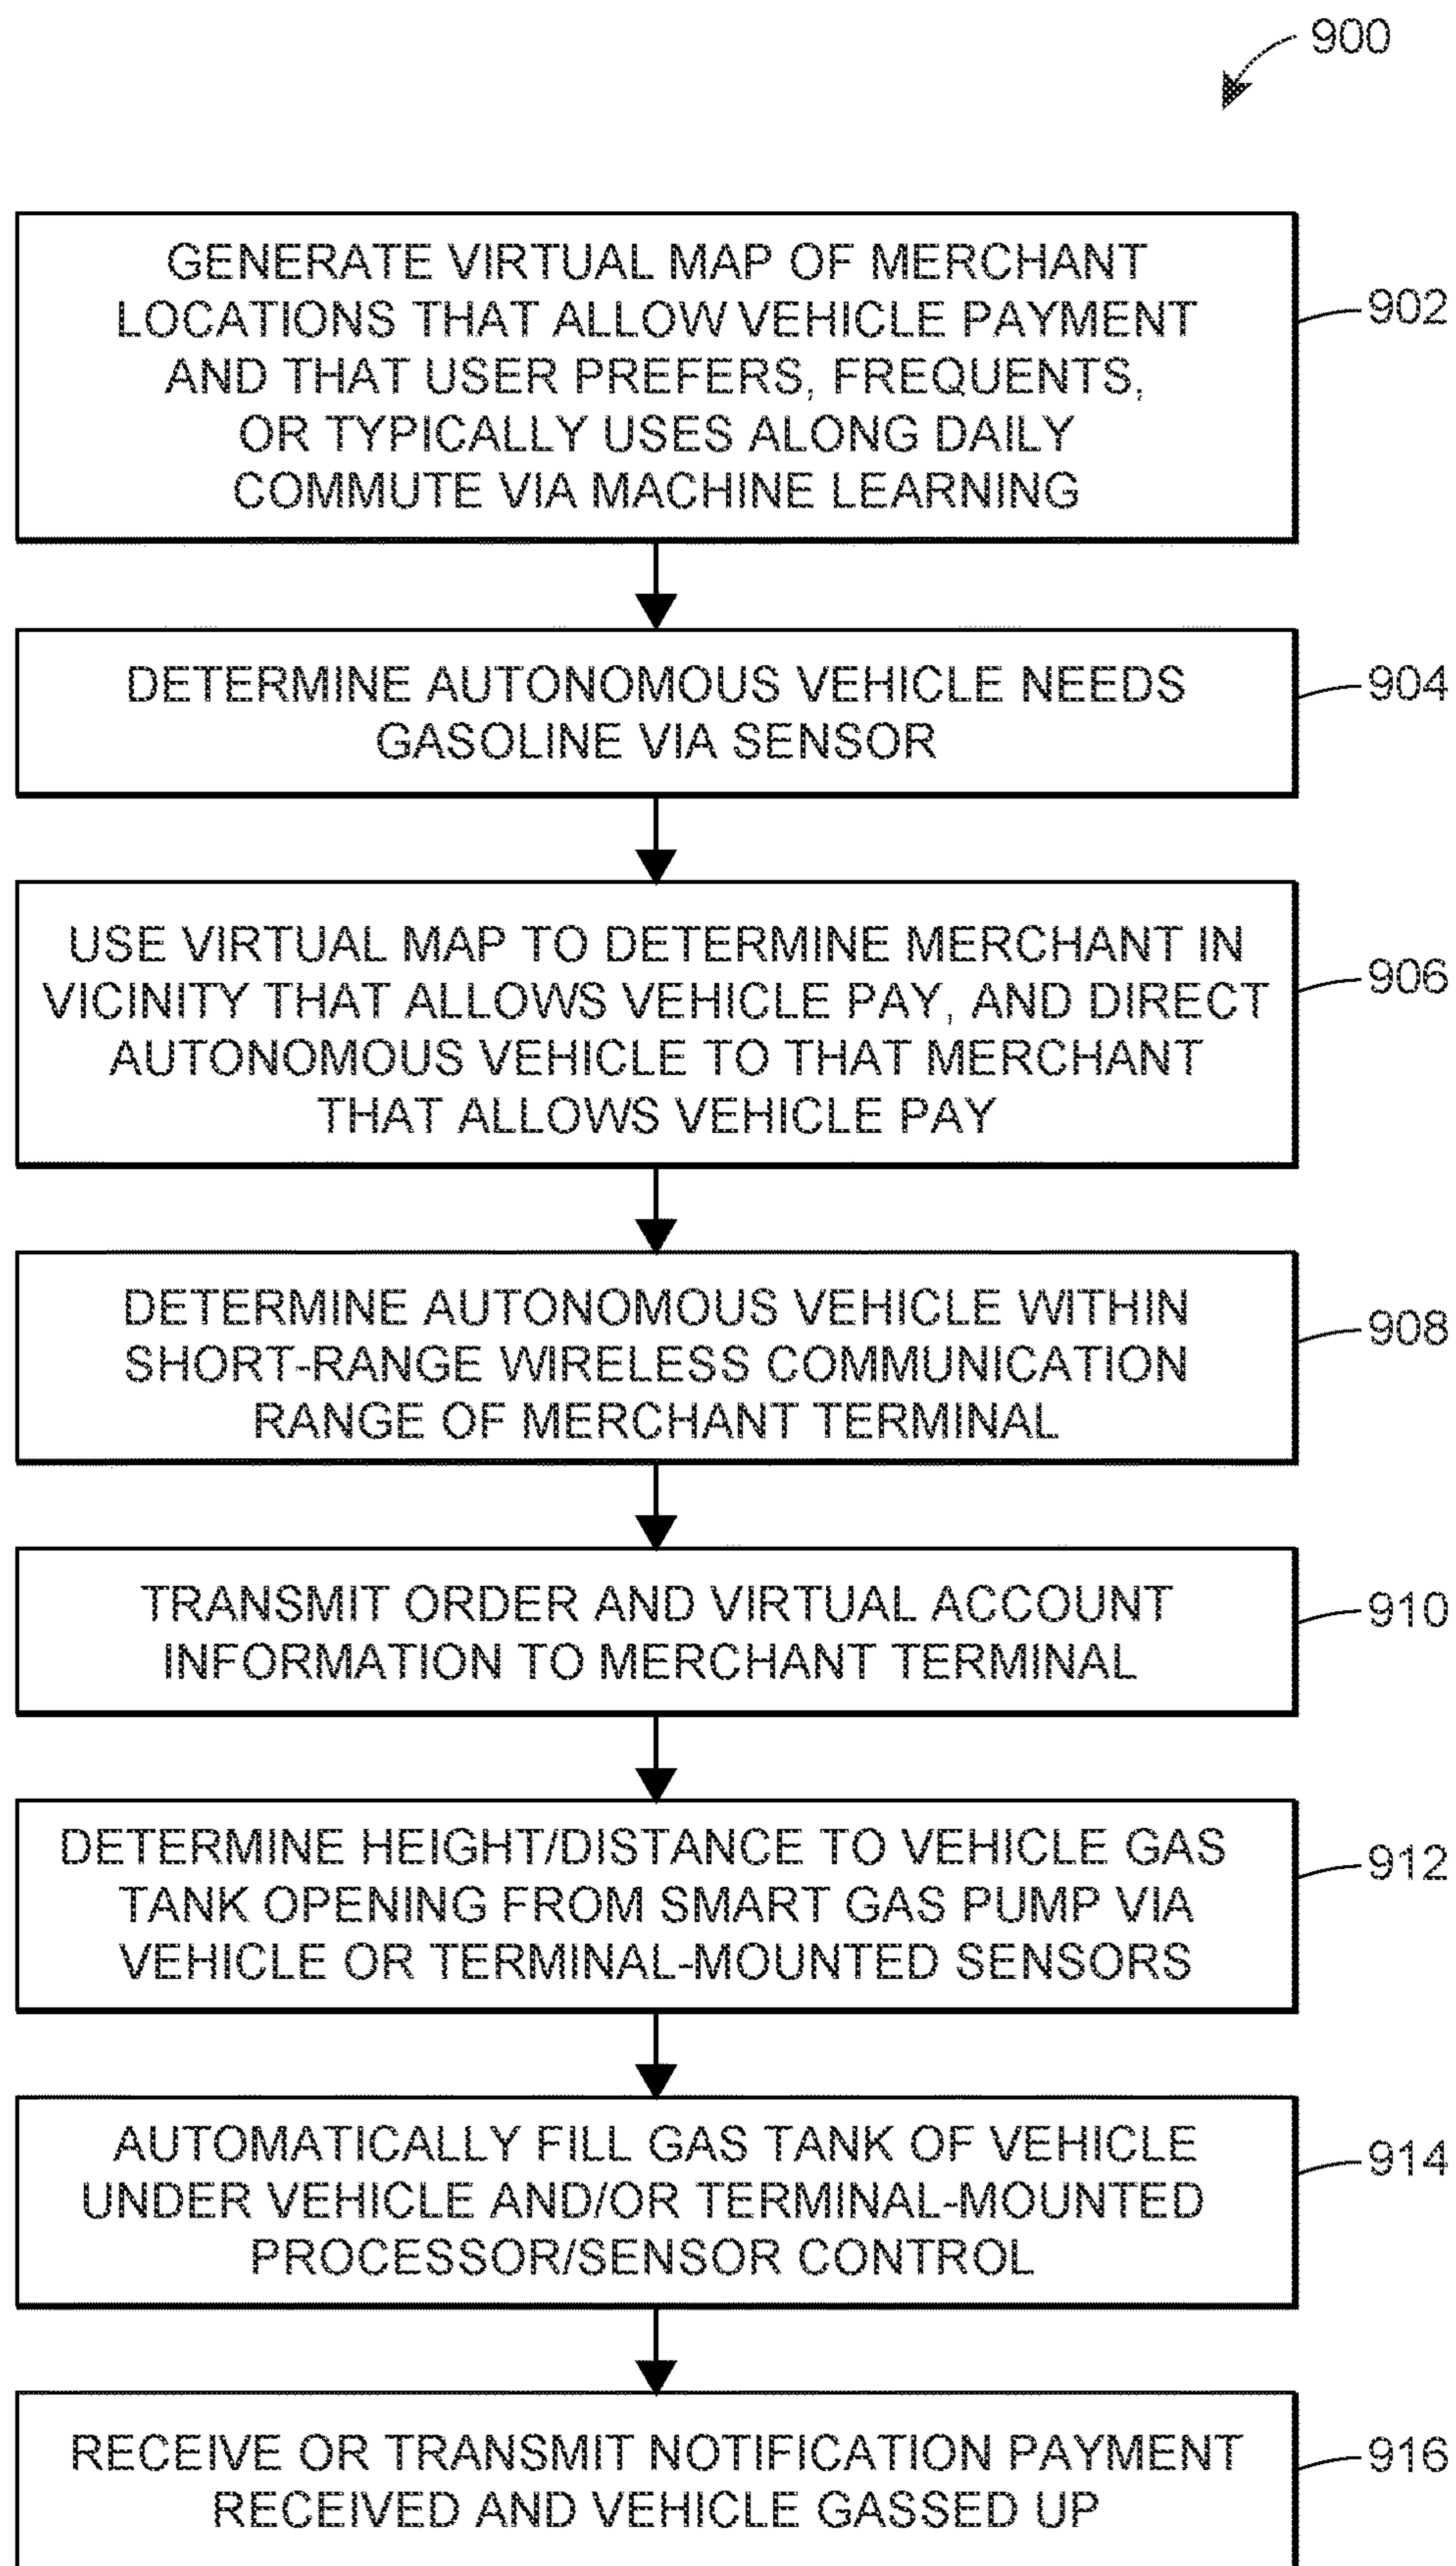 900
GENERATE VIRTUAL MAP OF MERCHANT
LOCATIONS THAT ALLOW VEHICLE PAYMENT
AND THAT USER PREFERS, FREQUENTS,
OR TYPICALLY USES ALONG DAILY
COMMUTE VIA MACHINE LEARNING
902
DETERMINE AUTONOMOUS VEHICLE NEEDS
GASOLINE VIA SENSOR
904
USE VIRTUAL MAP TO DETERMINE MERCHANT IN
VICINITY THAT ALLOWS VEHICLE PAY, AND DIRECT
AUTONOMOUS VEHICLE TO THAT MERCHANT
THAT ALLOWS VEHICLE PAY
906
DETERMINE AUTONOMOUS VEHICLE WITHIN
SHORT-RANGE WIRELESS COMMUNICATION
RANGE OF MERCHANT TERMINAL
908
TRANSMIT ORDER AND VIRTUAL ACCOUNT
INFORMATION TO MERCHANT TERMINAL
910
DETERMINE HEIGHT/DISTANCE TO VEHICLE GAS
TANK OPENING FROM SMART GAS PUMP VIA
VEHICLE OR TERMINAL-MOUNTED SENSORS
912
AUTOMATICALLY FILL GAS TANK OF VEHICLE
UNDER VEHICLE AND/OR TERMINAL-MOUNTED
PROCESSOR/SENSOR CONTROL
914
RECEIVE OR TRANSMIT NOTIFICATION PAYMENT
RECEIVED AND VEHICLE GASSED UP
916